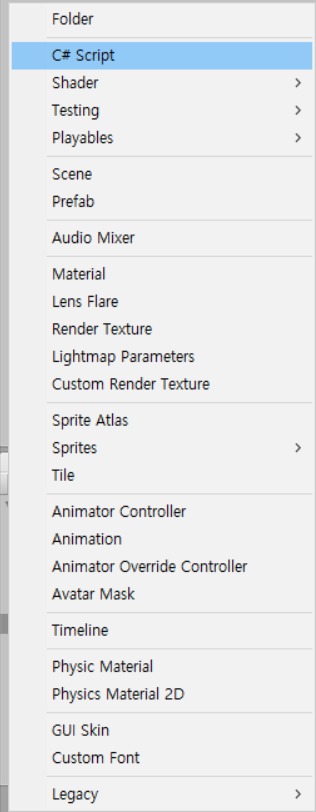 Folder
C# Script
Shader
Testing
Playables
Scene
Prefab
Audio Mixer
Material
Lens Flare
Render Texture
Lightmap Parameters
Custom Render Texture
Sprite Atlas
Sprites
Tile
Animator Controller
Animation
Animator Override Controller
Avatar Mask
Timeline
Physic Material
Physics Material 2D
GUI Skin
Custom Font
Legacy